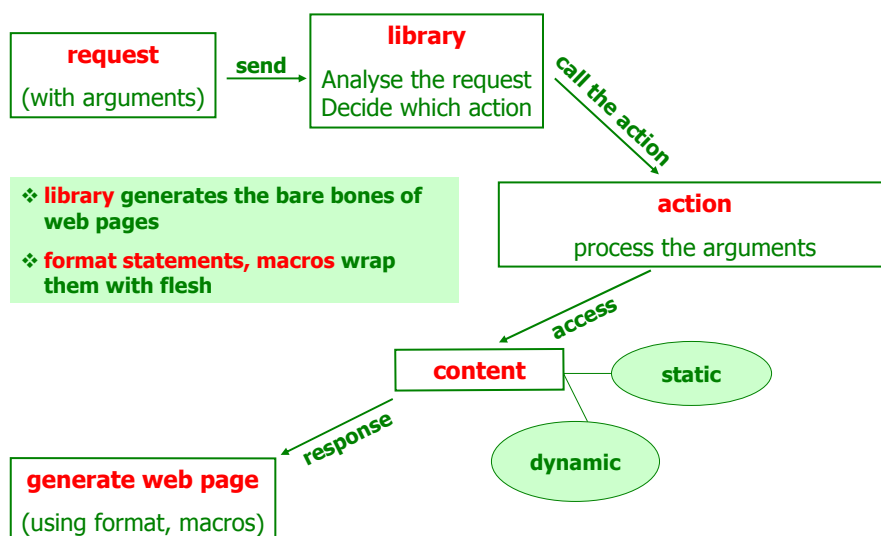 request
(with arguments)
send
library
Analyse the request
Decide which action
call the action
❖ library generates the bare bones of
web pages
❖ format statements, macros wrap
them with flesh
action
process the arguments
access
content
static
dynamic
response
generate web page
(using format, macros)